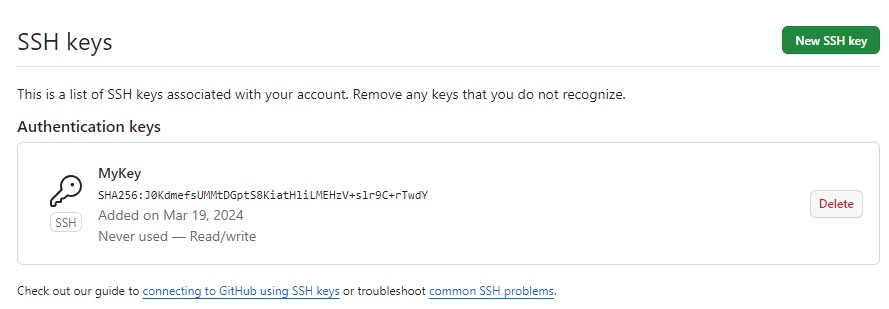 SSH keys
New SSH key
This is a list of SSH keys associated with your account. Remove any keys that you do not recognize.
Authentication keys
MyKey
SHA256:J0KdmefsUMMtDGptS8KiatHliLMEHzV+slr9C+rTwdY
Added on Mar 19, 2024
Never used — Read/write
SSH
Delete
Check out our guide to connecting to GitHub using SSH keys or troubleshoot common SSH problems.